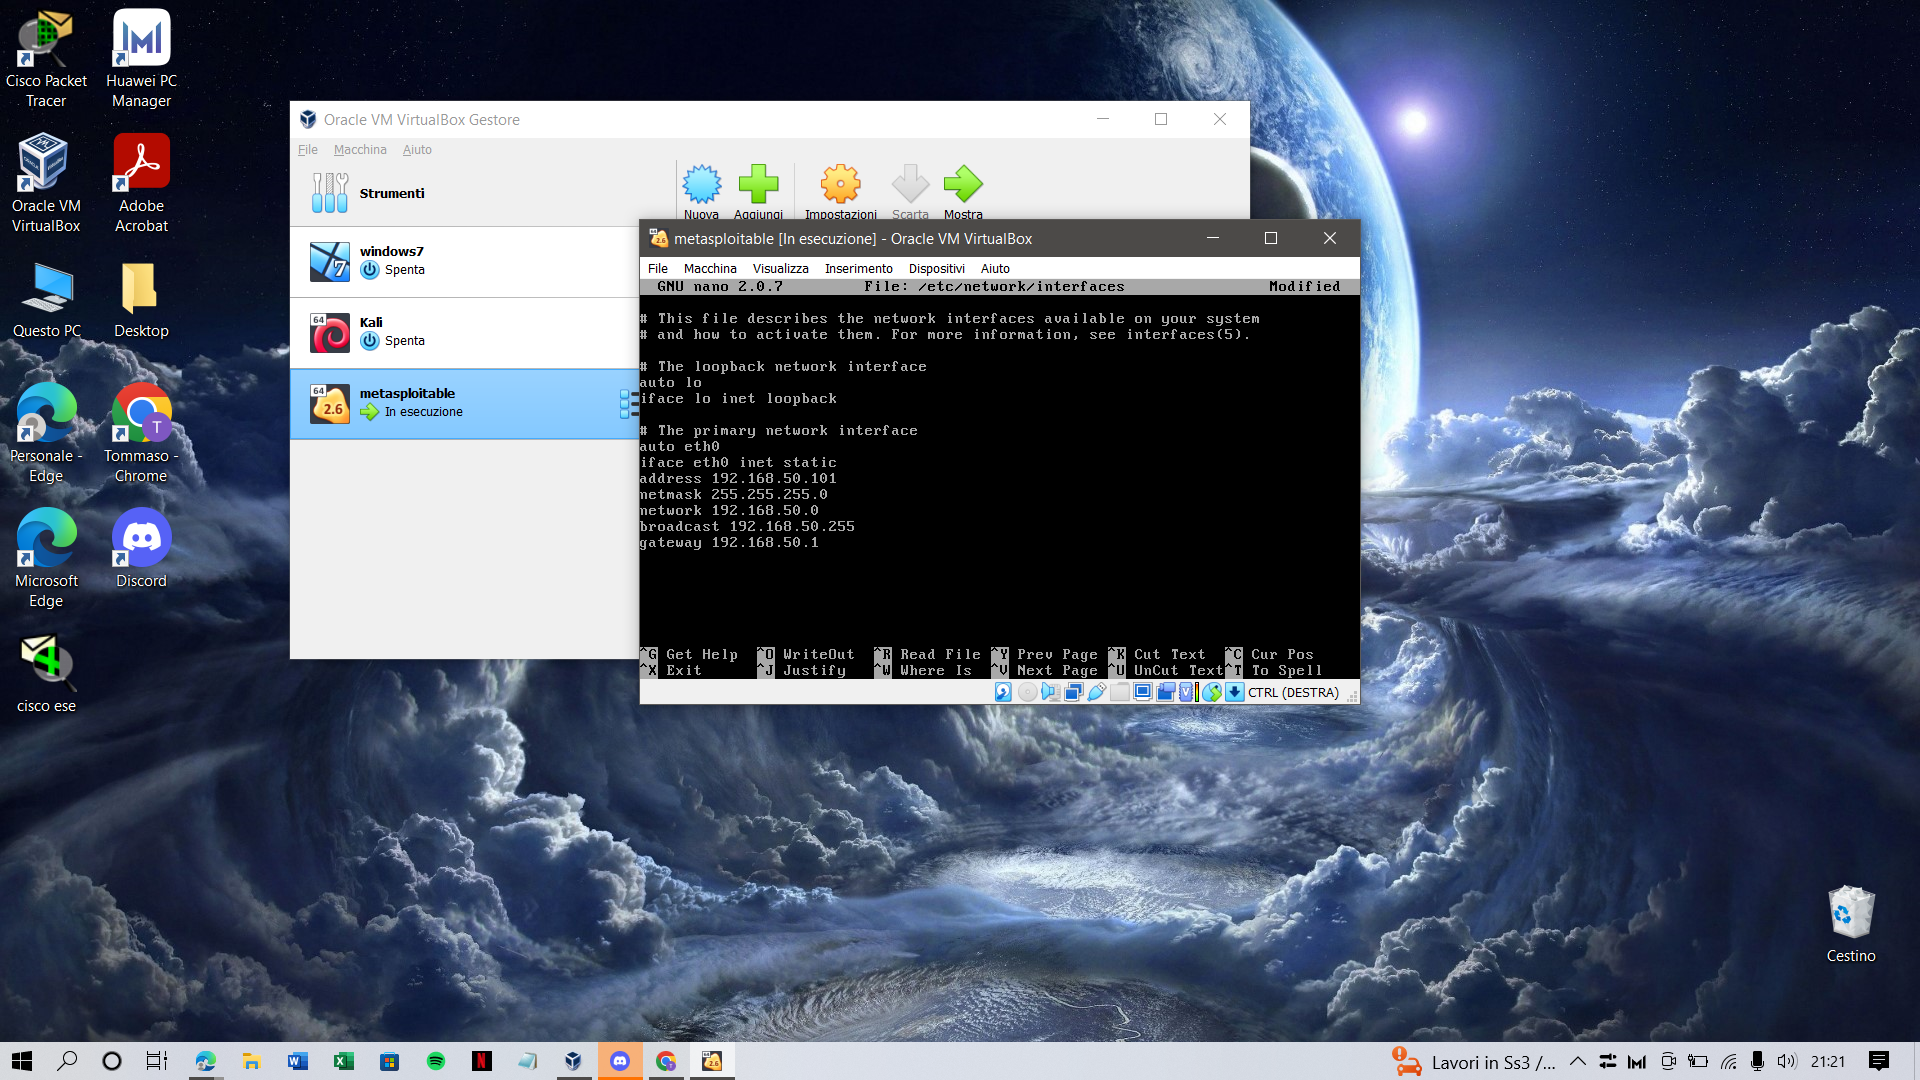 Cisco Packet
Tracer
Huawei PC
Manager
Oracle VM
VirtualBox
Adobe
Acrobat
Questo PC
Desktop
Personale -
Edge
Tommaso -
Chrome
T
Microsoft
Edge
Discord
cisco ese
Cestino
Oracle VM VirtualBox Gestore
File Macchina Aiuto
Strumenti
Nuova Aggiungi Impostazioni Scarta Mostra
windows7
7
Spenta
64
Kali
Spenta
64
2.6
metasploitable
In esecuzione
metasploitable [In esecuzione] - Oracle VM VirtualBox
File Macchina Visualizza Inserimento Dispositivi Aiuto
GNU nano 2.0.7 File: /etc/network/interfaces Modified
# This file describes the network interfaces available on your system
# and how to activate them. For more information, see interfaces(5).
# The loopback network interface
auto lo
iface lo inet loopback
# The primary network interface
auto eth0
iface eth0 inet static
address 192.168.50.101
netmask 255.255.255.0
network 192.168.50.0
broadcast 192.168.50.255
gateway 192.168.50.1
^G Get Help ^O WriteOut ^R Read File ^Y Prev Page ^K Cut Text ^C Cur Pos
^X Exit ^J Justify ^W Where Is ^V Next Page ^U UnCut Text ^T To Spell
CTRL (DESTRA)
Lavori in Ss3 /... 21:21